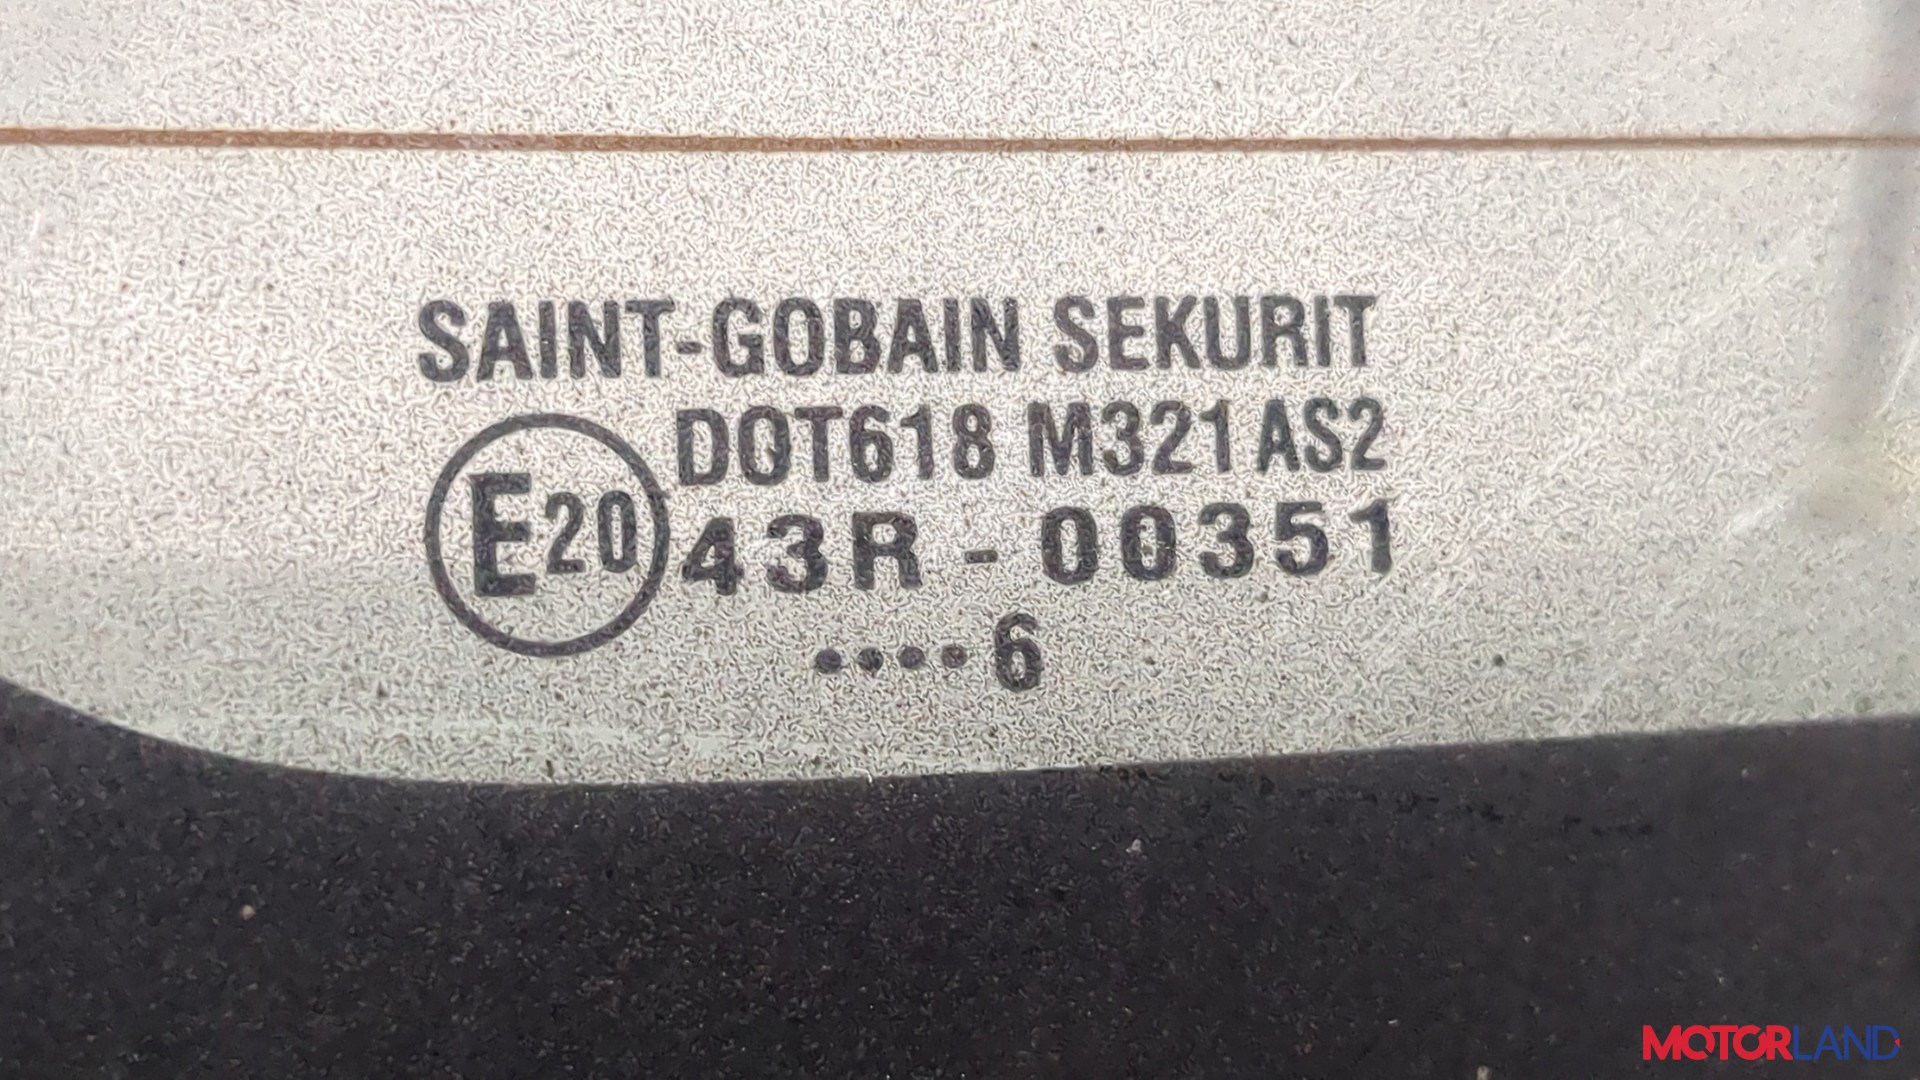 SAINT-GOBAIN SEKURIT
DOT618 M321 AS2
E20 43R-00351
····6
MOTORLAND